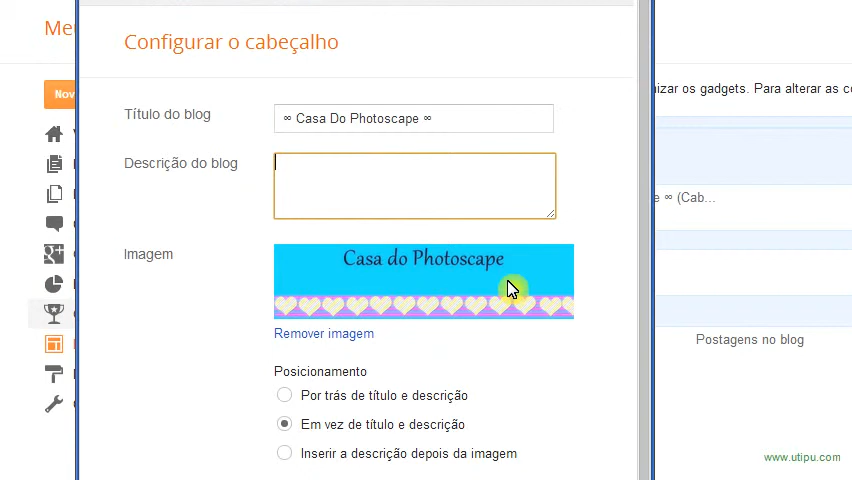 Configurar o cabeçalho
nizar os gadgets. Para alterar as co
Título do blog
∞ Casa Do Photoscape ∞
Descrição do blog
e ∞ (Cab...
Imagem
Casa do Photoscape
Remover imagem
Postagens no blog
Posicionamento
Por trás de título e descrição
Em vez de título e descrição
Inserir a descrição depois da imagem
www.utipu.com